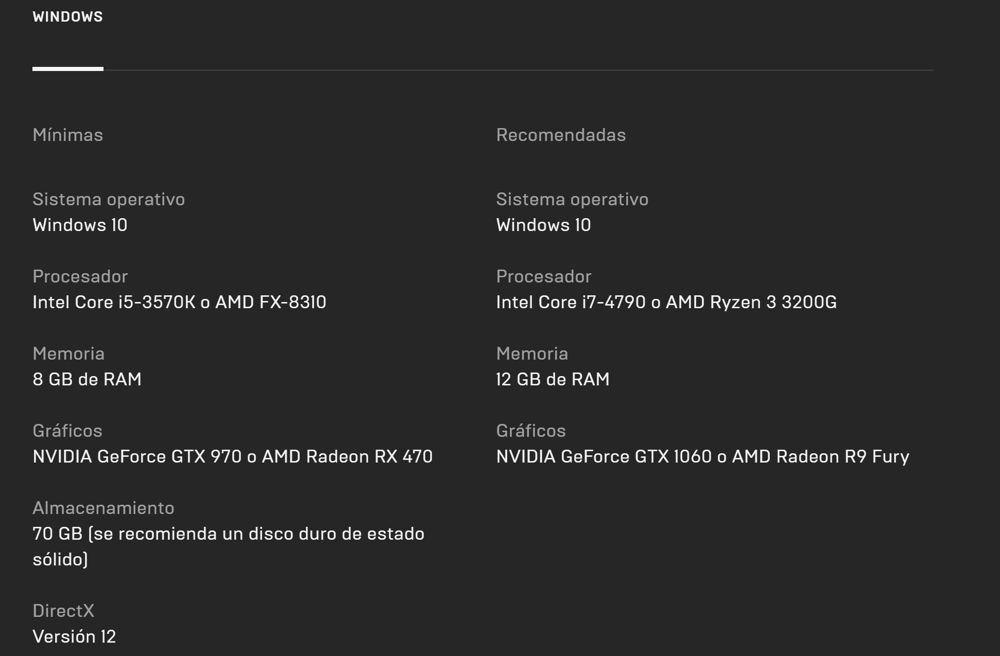 WINDOWS
Mínimas
Sistema operativo
Windows 10
Procesador
Intel Core i5-3570K o AMD FX-8310
Memoria
8 GB de RAM
Gráficos
NVIDIA GeForce GTX 970 o AMD Radeon RX 470
Almacenamiento
70 GB (se recomienda un disco duro de estado
sólido)
DirectX
Versión 12
Recomendadas
Sistema operativo
Windows 10
Procesador
Intel Core i7-4790 o AMD Ryzen 3 3200G
Memoria
12 GB de RAM
Gráficos
NVIDIA GeForce GTX 1060 o AMD Radeon R9 Fury